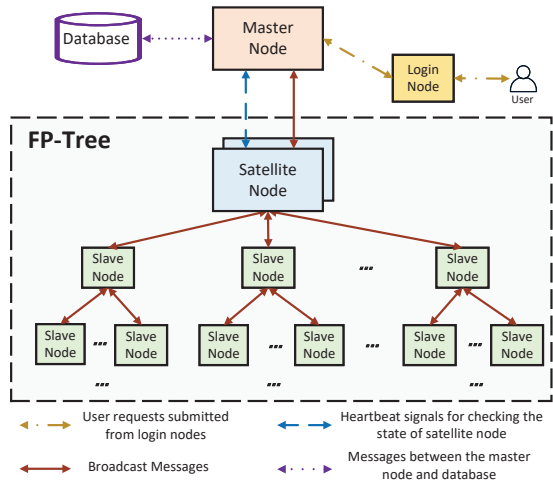 Database
Master
Node
Login
Node
User
FP-Tree
Satellite
Node
Slave
Node
Slave
Node
...
Slave
Node
Slave
Node
...
Slave
Node
Slave
Node
...
Slave
Node
...
Slave
Node
...
Slave
Node
...
...
...
User requests submitted
from login nodes
Heartbeat signals for checking the
state of satellite node
Broadcast Messages
Messages between the master
node and database